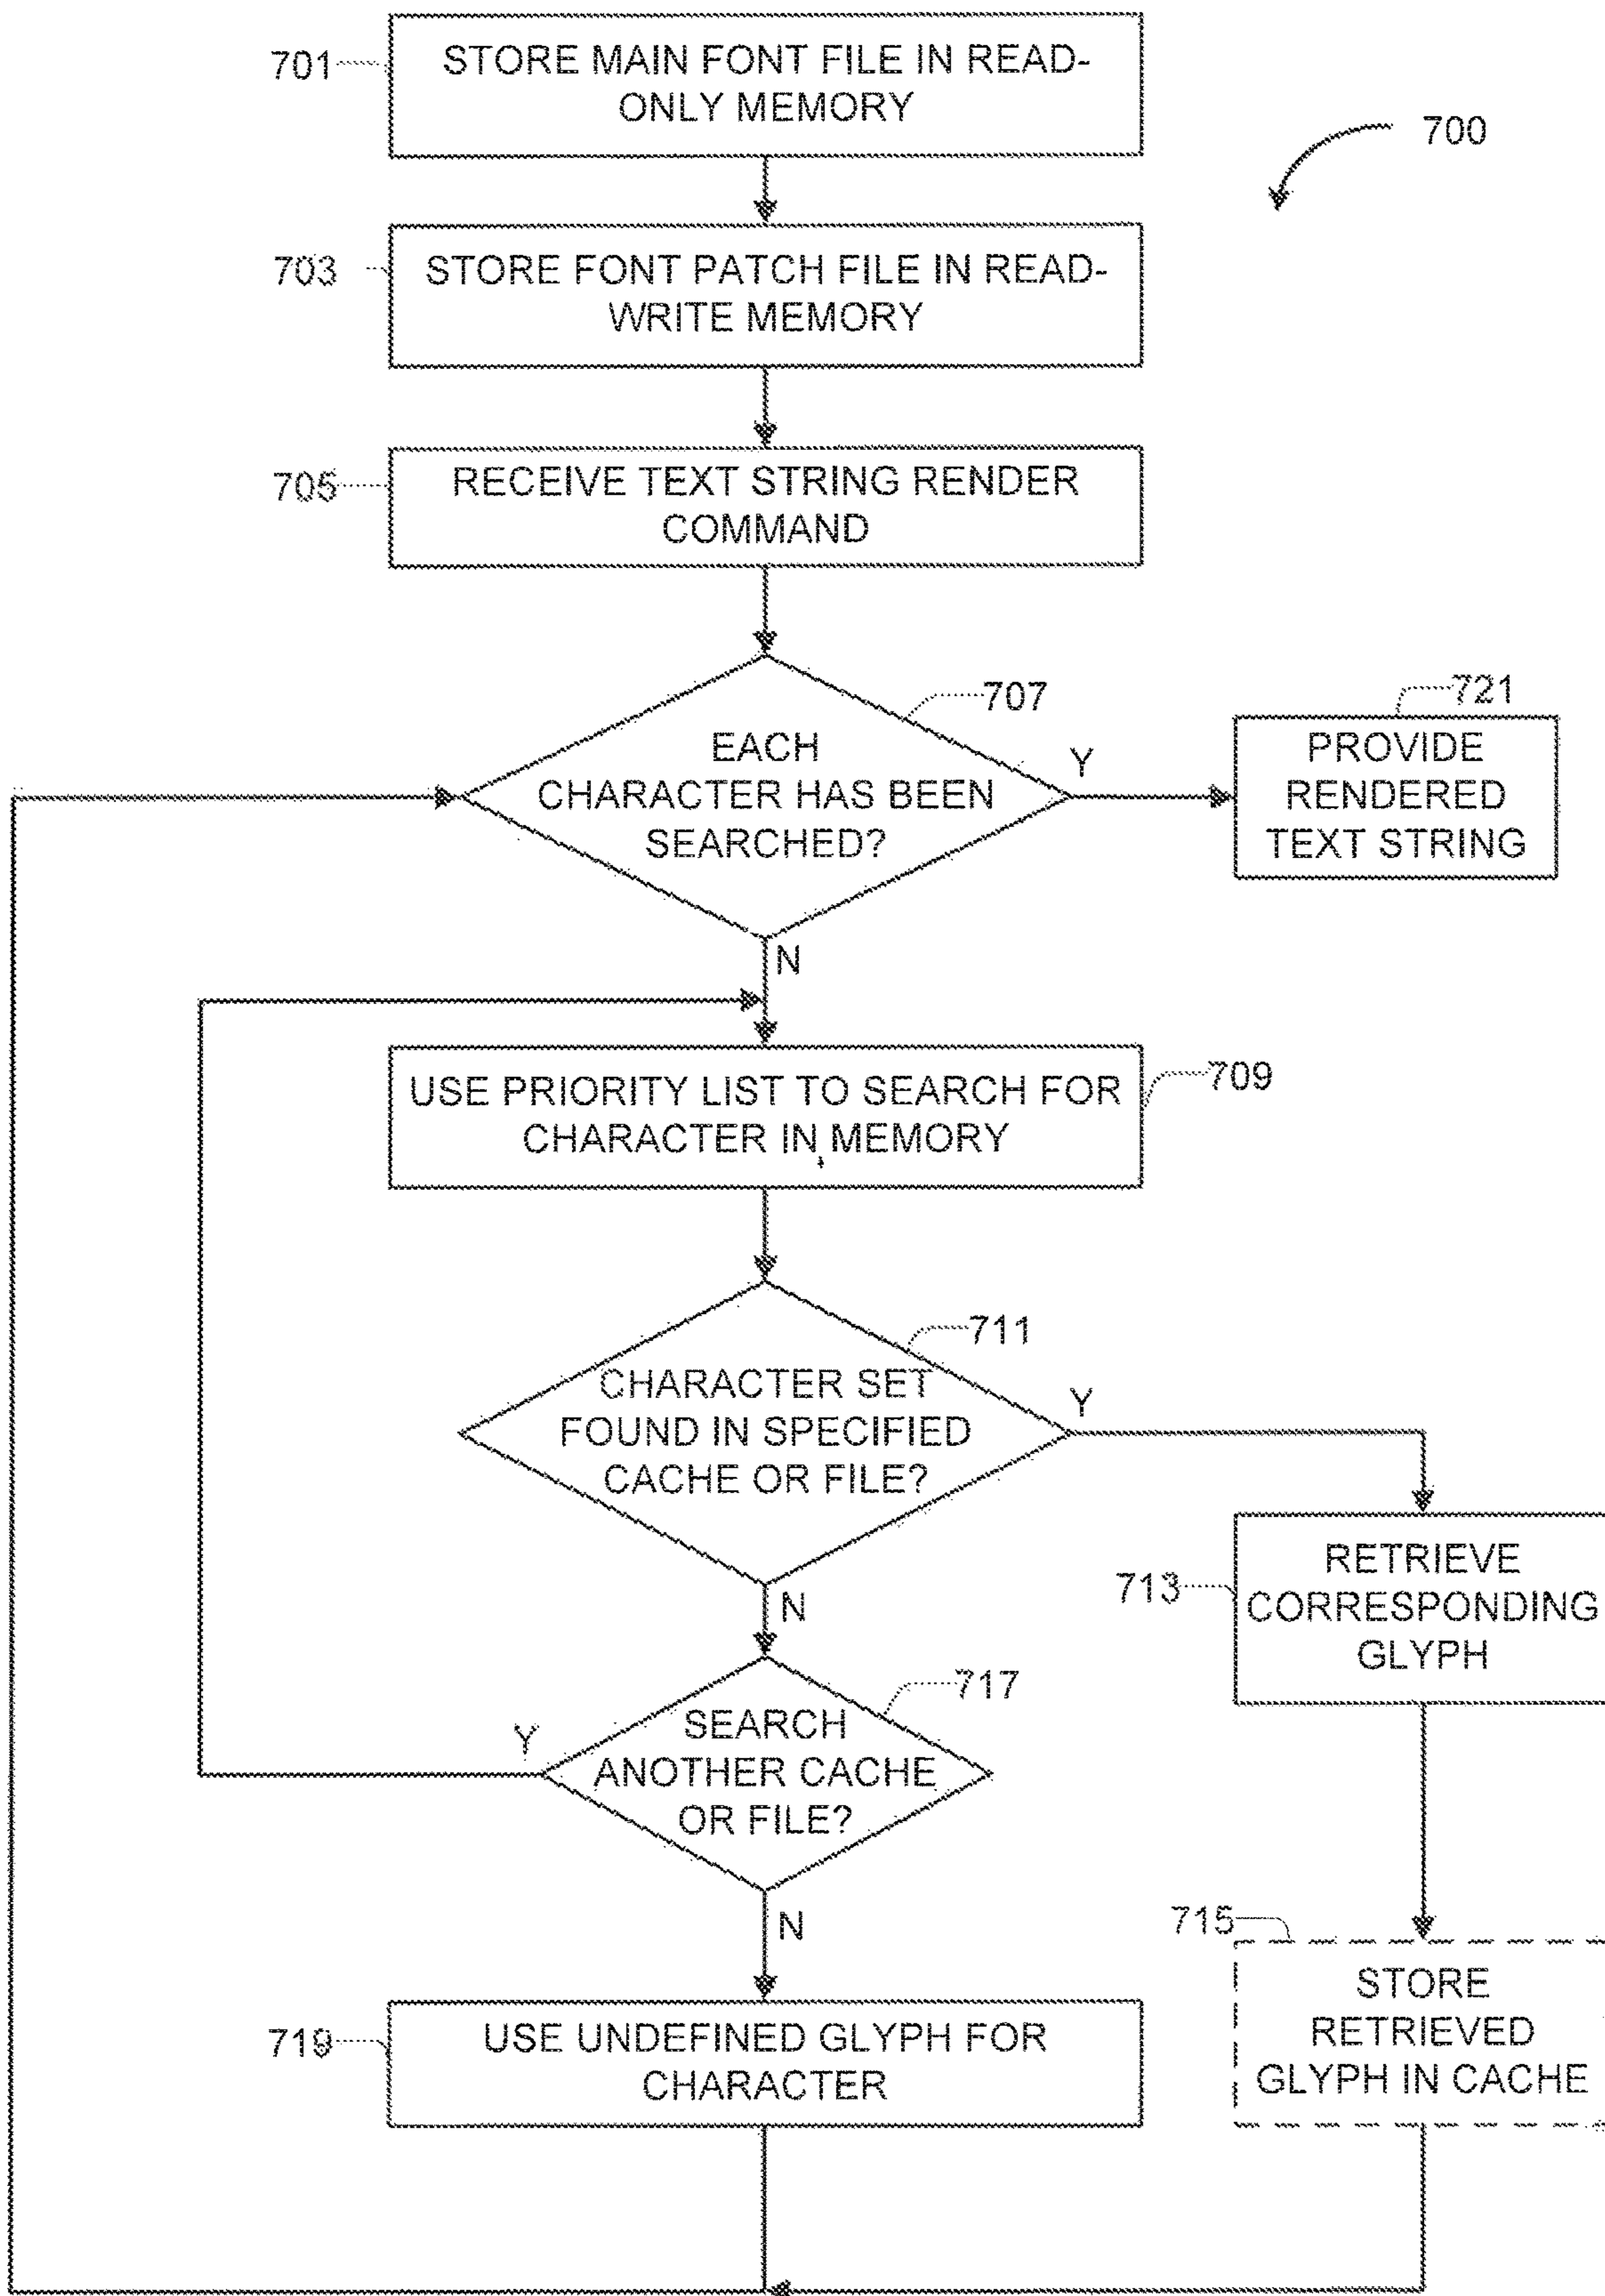 701
STORE MAIN FONT FILE IN READ-
ONLY MEMORY
700
703
STORE FONT PATCH FILE IN READ-
WRITE MEMORY
705
RECEIVE TEXT STRING RENDER
COMMAND
707
EACH
CHARACTER HAS BEEN
SEARCHED?
Y
721
PROVIDE
RENDERED
TEXT STRING
N
USE PRIORITY LIST TO SEARCH FOR
CHARACTER IN MEMORY
709
711
CHARACTER SET
FOUND IN SPECIFIED
CACHE OR FILE?
Y
713
RETRIEVE
CORRESPONDING
GLYPH
N
717
SEARCH
ANOTHER CACHE
OR FILE?
Y
N
715
STORE
RETRIEVED
GLYPH IN CACHE
719
USE UNDEFINED GLYPH FOR
CHARACTER